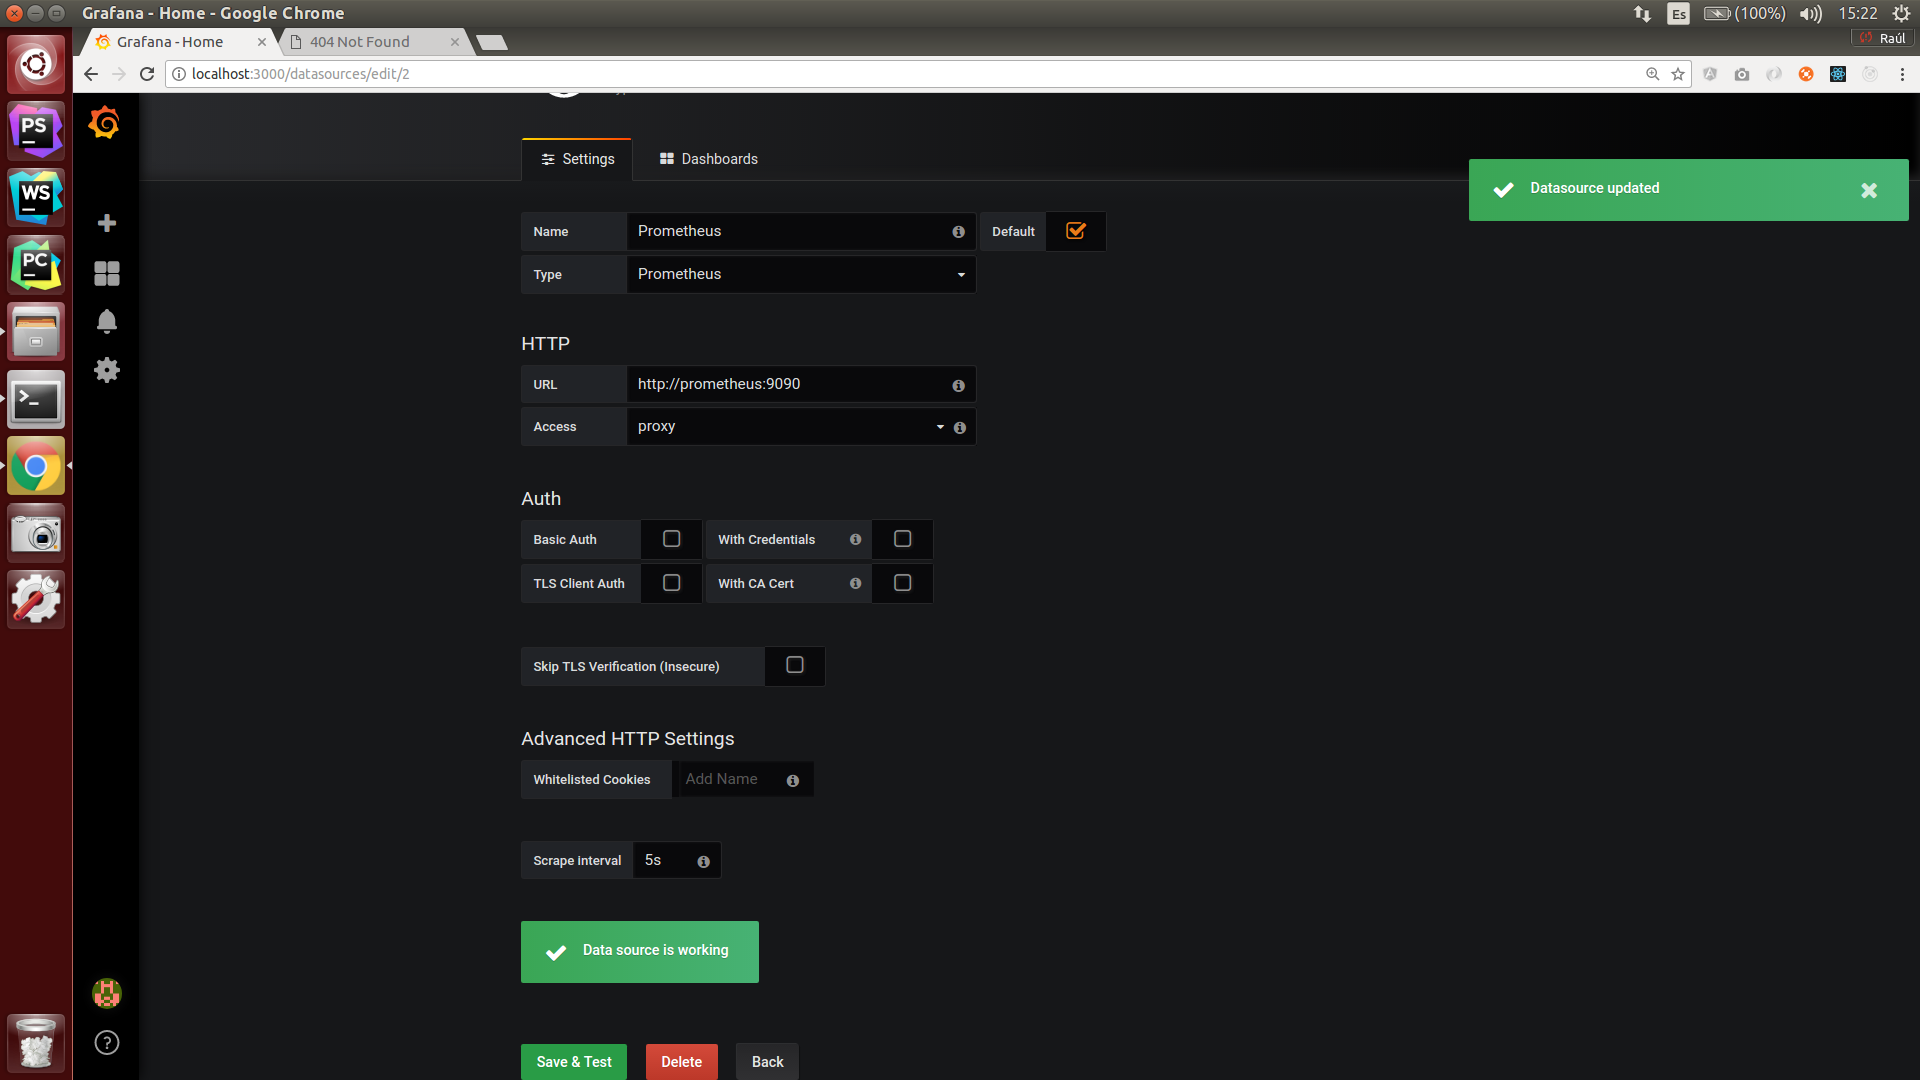 Grafana - Home - Google Chrome
Es
(100%)
15:22
Grafana - Home
404 Not Found
Raúl
localhost:3000/datasources/edit/2
PS
WS
PC
Settings
Dashboards
Datasource updated
Name
Prometheus
Default
Type
Prometheus
HTTP
URL
http://prometheus:9090
Access
proxy
Auth
Basic Auth
With Credentials
TLS Client Auth
With CA Cert
Skip TLS Verification (Insecure)
Advanced HTTP Settings
Whitelisted Cookies
Add Name
Scrape interval
5s
Data source is working
Save & Test
Delete
Back